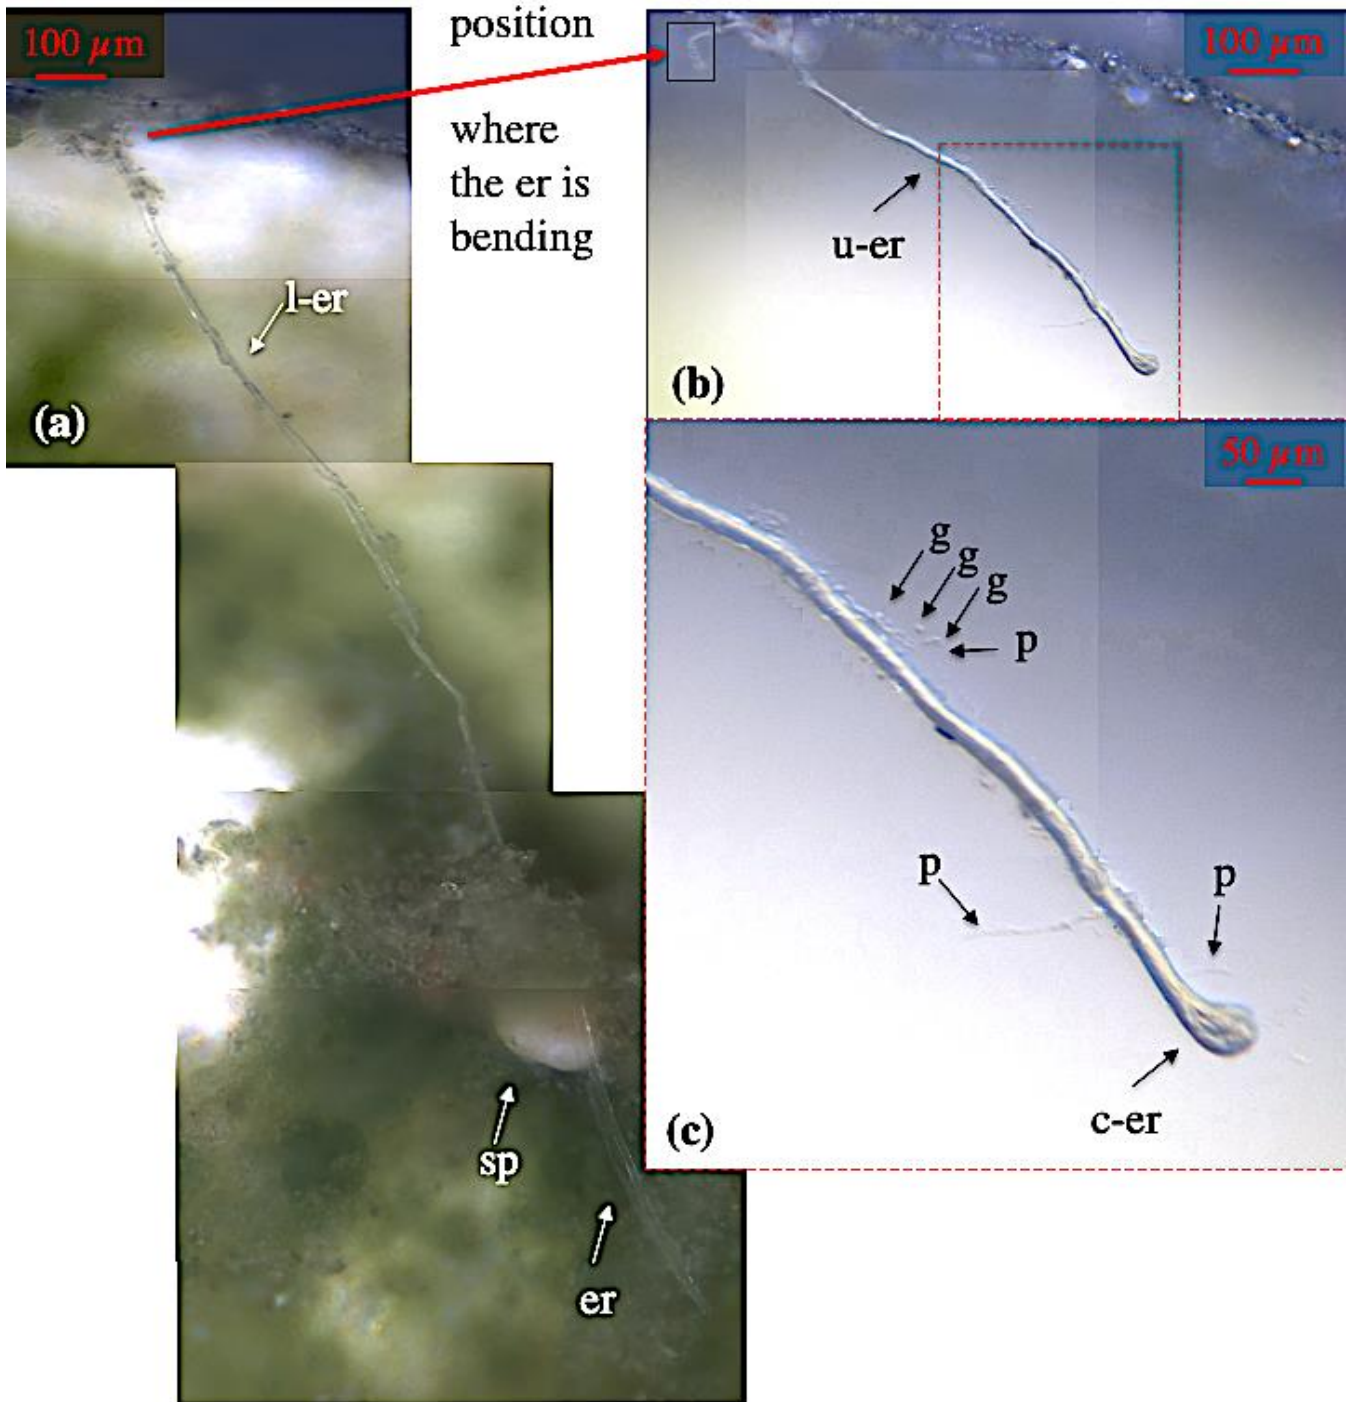 100 μm
l-er
(a)
sp
er
position
where
the er is
bending
100 μm
u-er
(b)
50 μm
g
g
g
p
p
p
c-er
(c)